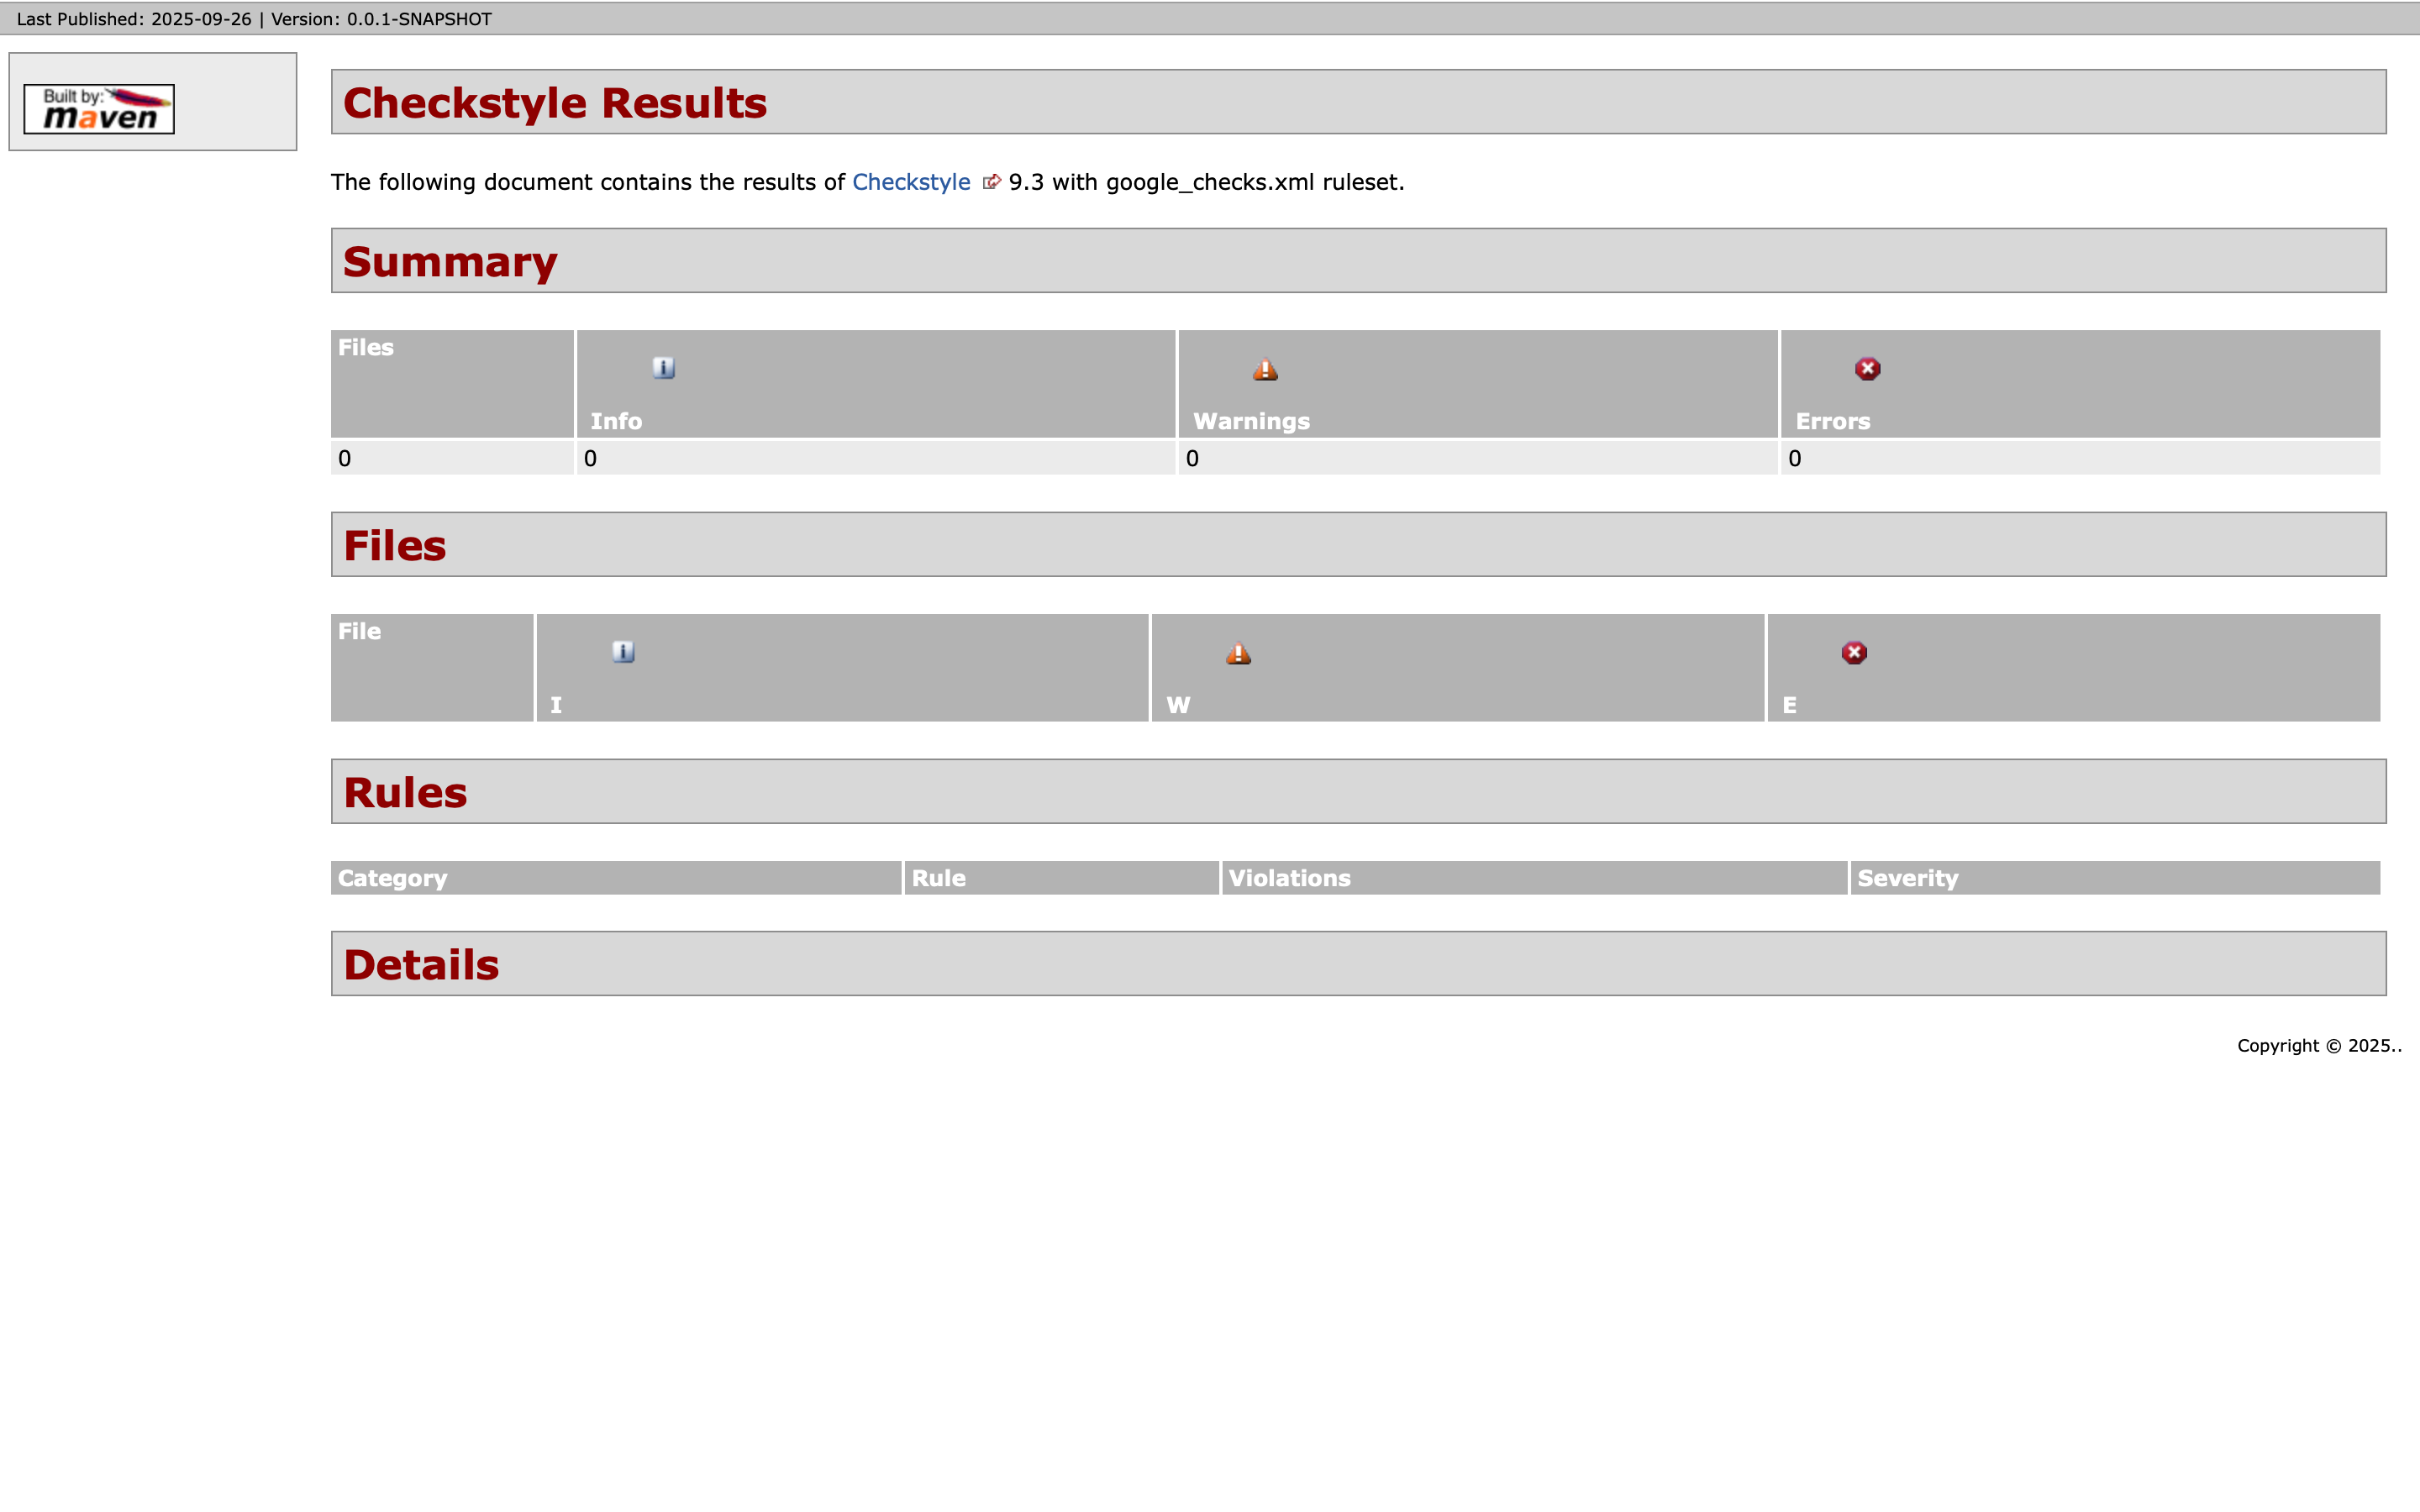 Last Published: 2025-09-26 | Version: 0.0.1-SNAPSHOT
Built by:
maven
Checkstyle Results
The following document contains the results of Checkstyle 9.3 with google_checks.xml ruleset.
Summary
Files Info Warnings Errors
0 0 0 0
Files
File I W E
Rules
Category Rule Violations Severity
Details
Copyright © 2025..